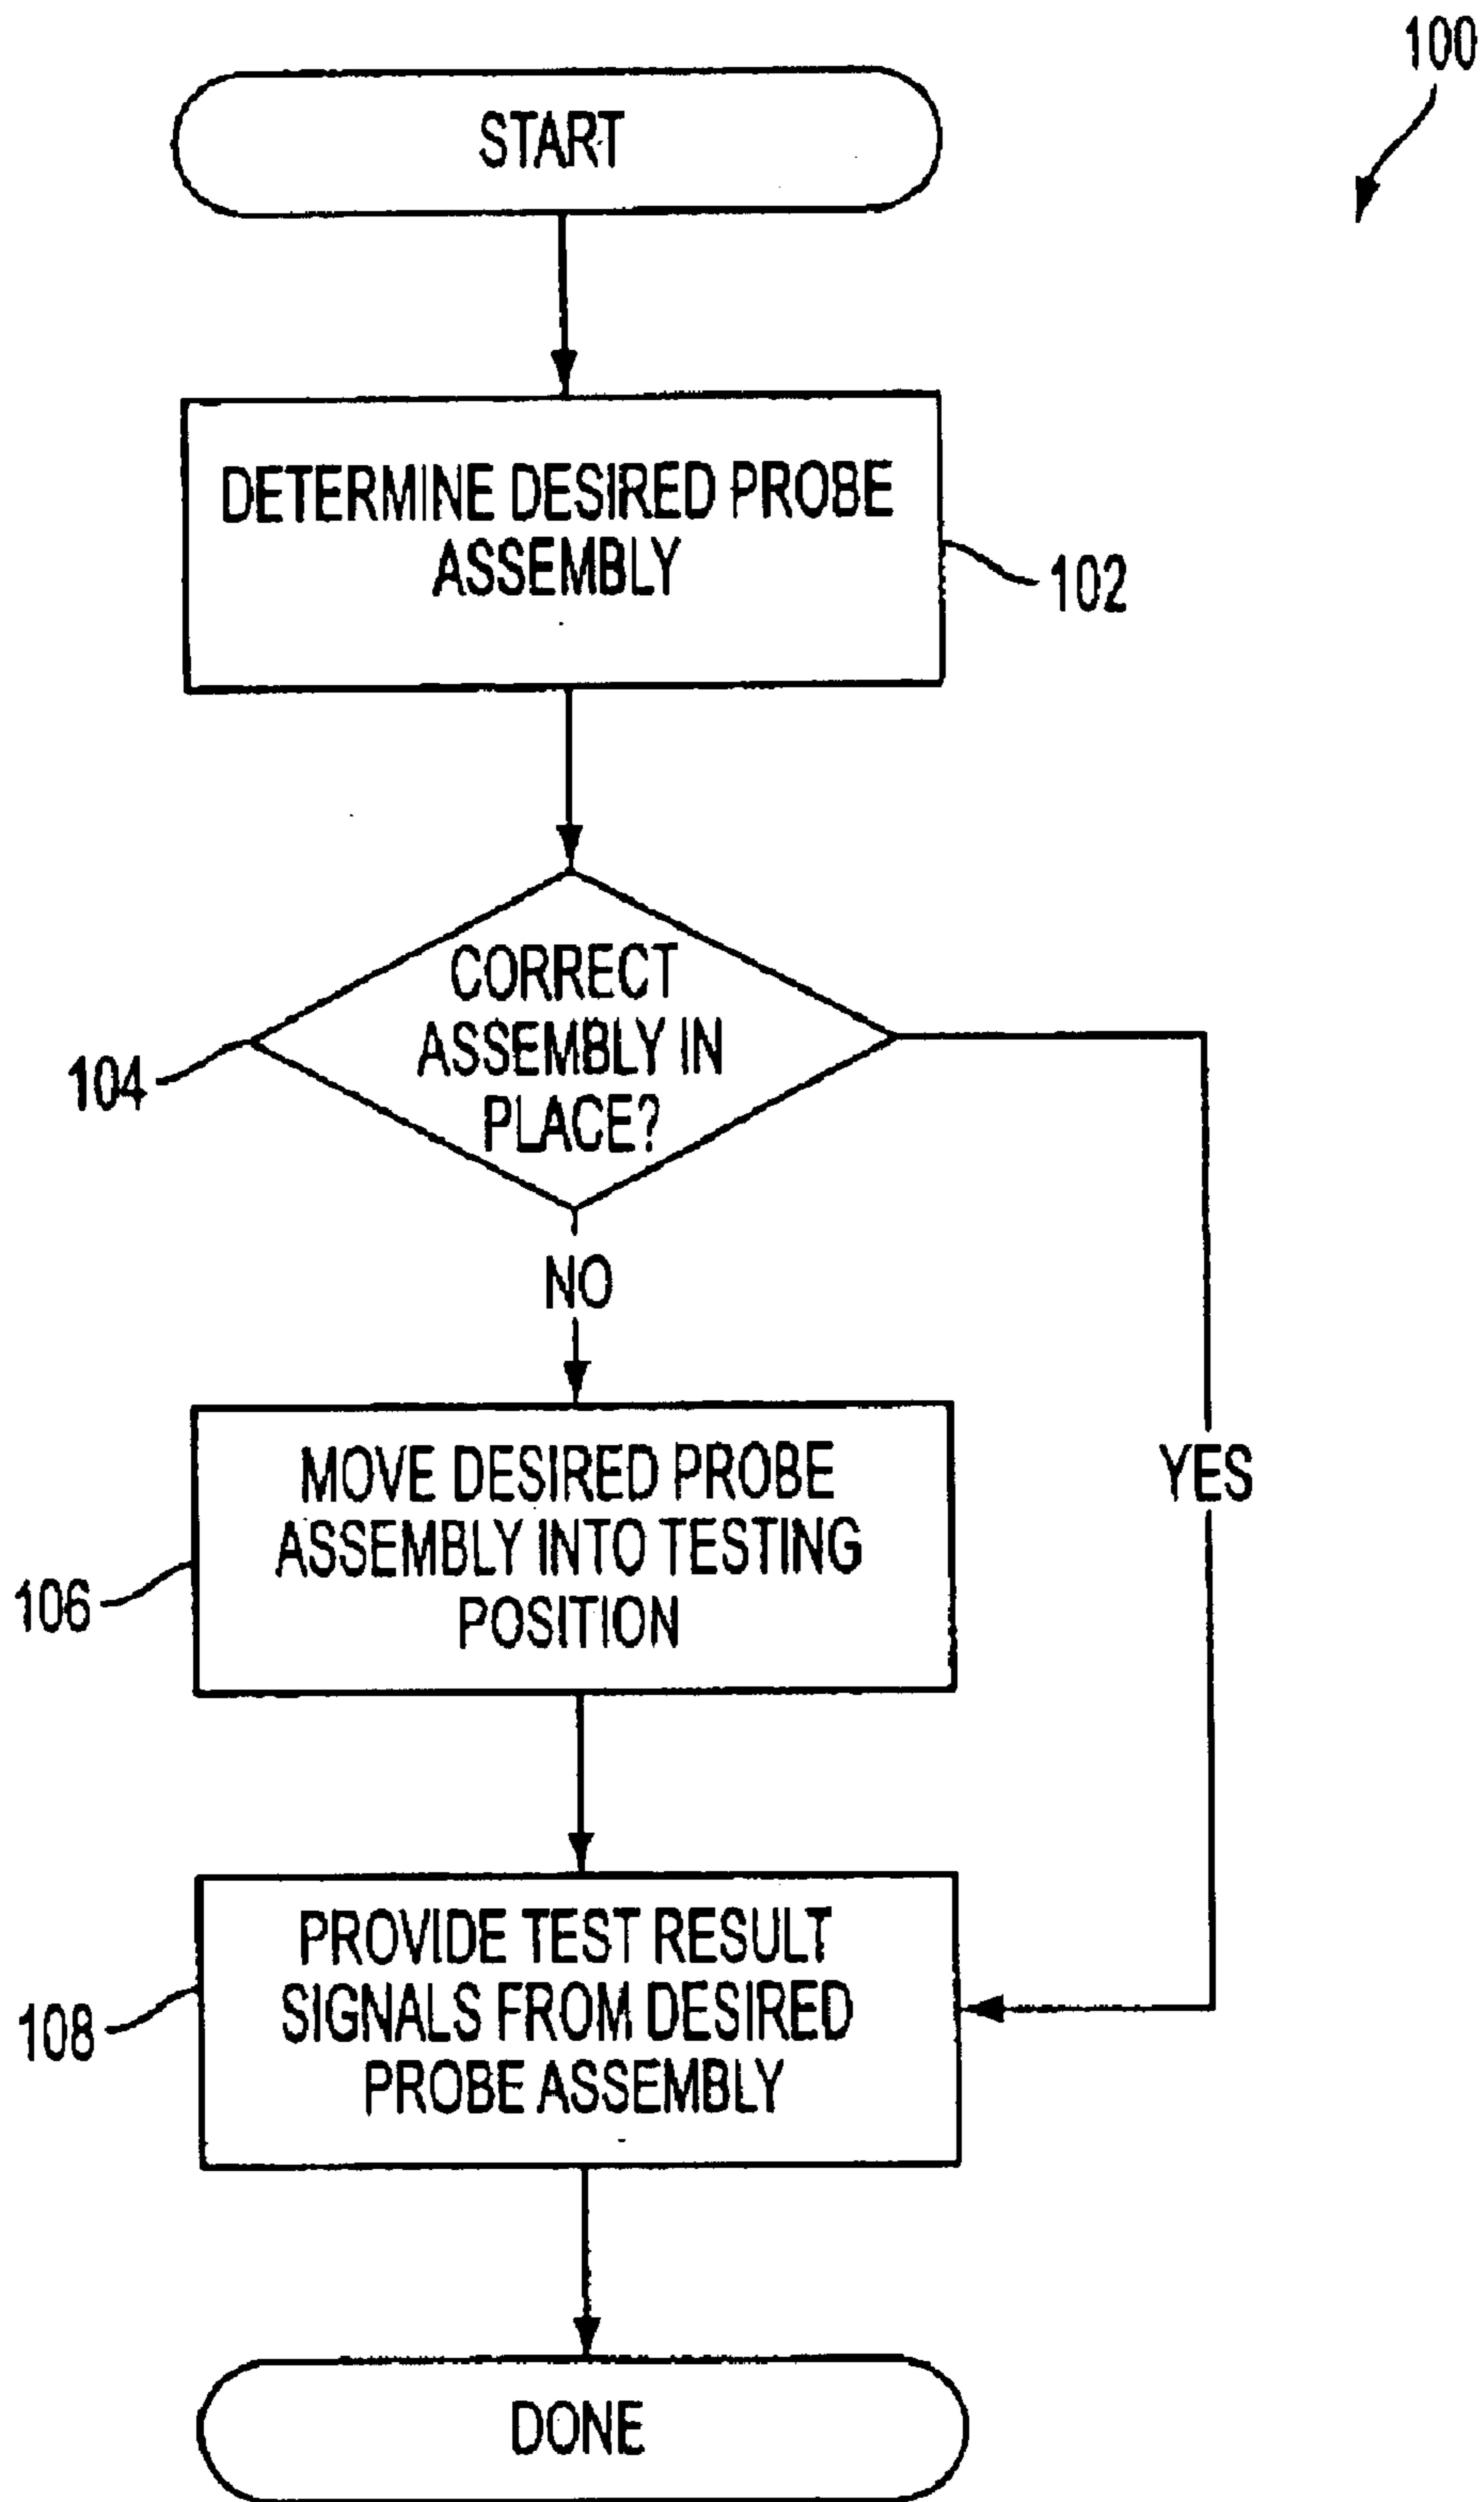 100
START
DETERMINE DESIRED PROBE
ASSEMBLY
102
CORRECT
ASSEMBLY IN
PLACE?
104
NO
MOVE DESIRED PROBE
ASSEMBLY INTO TESTING
POSITION
YES
106
PROVIDE TEST RESULT
SIGNALS FROM DESIRED
PROBE ASSEMBLY
108
DONE